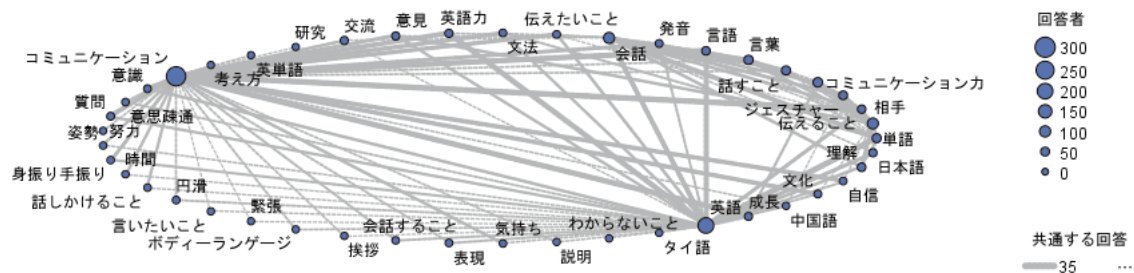 コミュニケーション
意識
質問
意思疎通
姿勢
努力
時間
身振り手振り
円滑
話しかけること
言いたいこと
緊張
ボディーランゲージ
挨拶
会話すること
表現
気持ち
説明
わからないこと
タイ語
英語
成長
中国語
文化
自信
日本語
理解
単語
伝えること
相手
ジェスチャー
コミュニケーション力
話すこと
言葉
言語
発音
会話
伝えたいこと
文法
英語力
意見
交流
研究
英単語
考え方
回答者
300
250
200
150
100
50
0
共通する回答
35
…